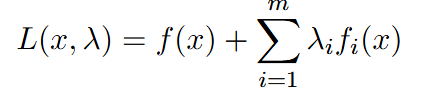 L(x, λ) = f(x) + ∑_{i=1}^{m} λ_i f_i(x)